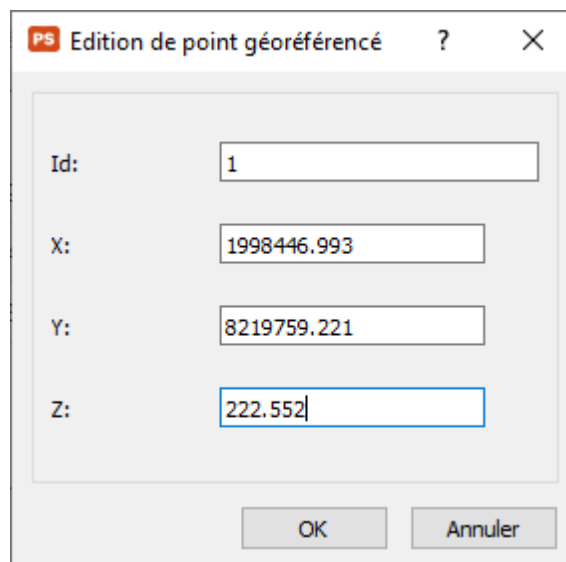 PS Edition de point géoréférencé ? ×
Id: 1
X: 1998446.993
Y: 8219759.221
Z: 222.552
OK Annuler